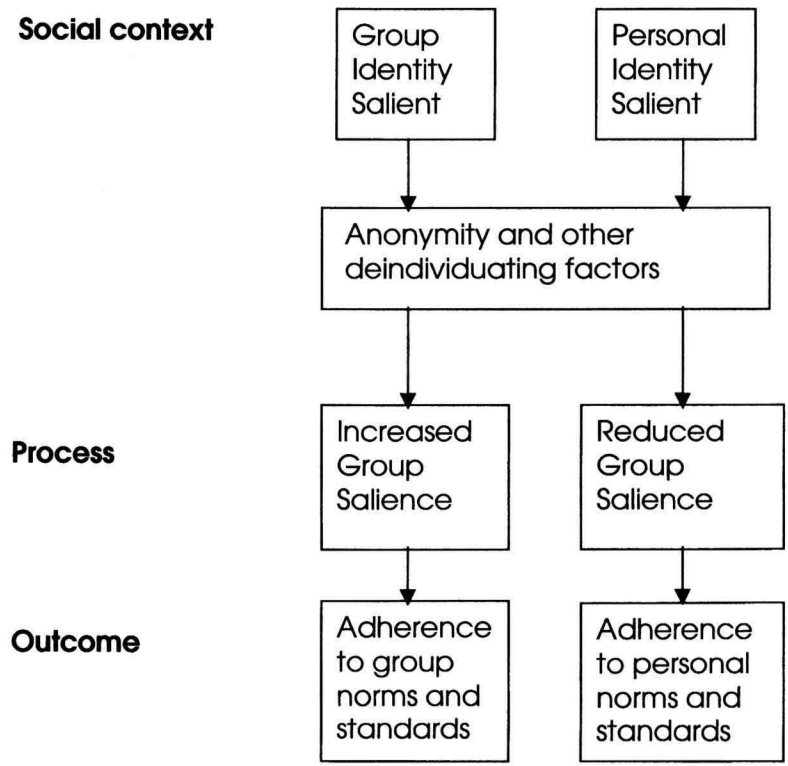 Social context
Group
Identity
Salient
Personal
Identity
Salient
Anonymity and other
deindividuating factors
Process
Increased
Group
Salience
Reduced
Group
Salience
Outcome
Adherence
to group
norms and
standards
Adherence
to personal
norms and
standards